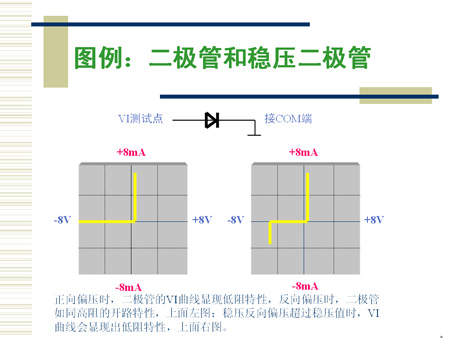 图例：二极管和稳压二极管
VI测试点 接COM端
+8mA +8mA
-8V +8V -8V +8V
-8mA -8mA
正向偏压时，二极管的VI曲线显现低阻特性，反向偏压时，二极管
如同高阻的开路特性，上面左图；稳压反向偏压超过稳压值时，VI
曲线会显现出低阻特性，上面右图。